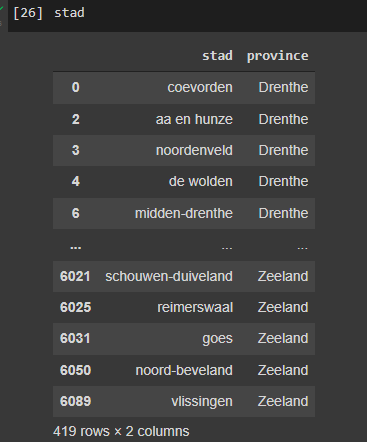 [26] stad
stad province
0 coevorden Drenthe
2 aa en hunze Drenthe
3 noordenveld Drenthe
4 de wolden Drenthe
6 midden-drenthe Drenthe
... ... ...
6021 schouwen-duiveland Zeeland
6025 reimerswaal Zeeland
6031 goes Zeeland
6050 noord-beveland Zeeland
6089 vlissingen Zeeland
419 rows × 2 columns